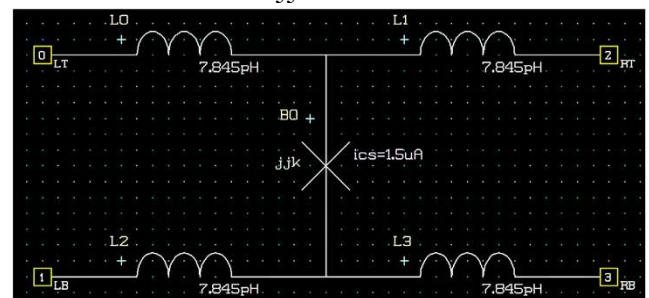 L0 L1
0 LT 7.845pH 7.845pH 2 RT
B0
jjk ics=1.5uA
L2 L3
1 LB 7.845pH 7.845pH 3 RB